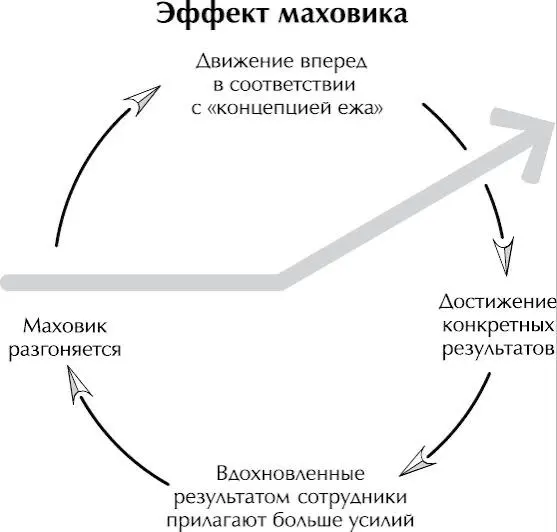 Эффект маховика
Движение вперед
в соответствии
с «концепцией ежа»
Достижение
конкретных
результатов
Маховик
разгоняется
Вдохновленные
результатом сотрудники
прилагают больше усилий